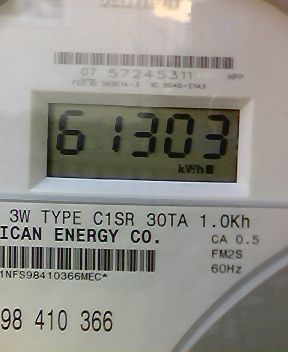 07 57245311 HPP
61303
kWh
3W TYPE C1SR 30TA 1.0Kh
ICAN ENERGY CO.
CA 0.5
FM2S
60Hz
1NFS98410366MEC*
98 410 366